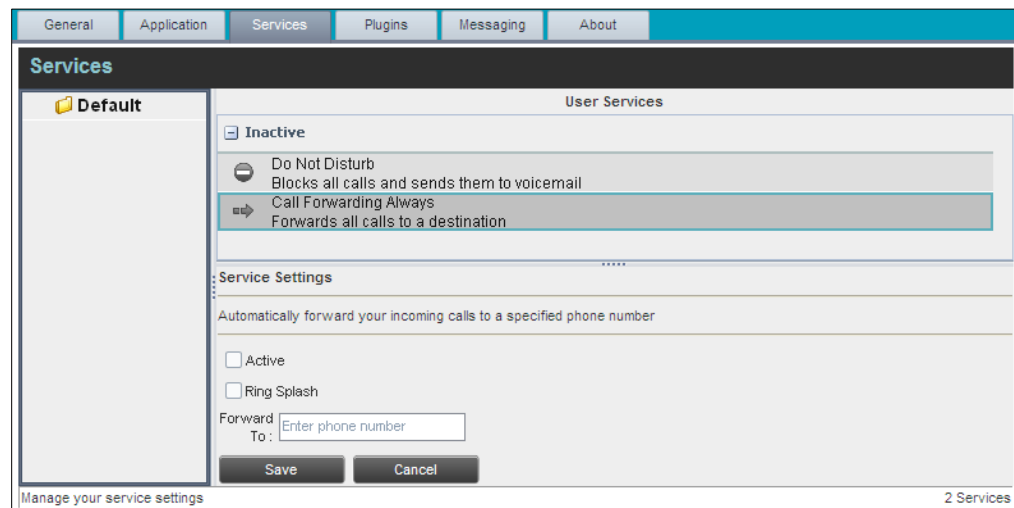 General Application Services Plugins Messaging About
Services
Default
User Services
Inactive
Do Not Disturb
Blocks all calls and sends them to voicemail
Call Forwarding Always
Forwards all calls to a destination
Service Settings
Automatically forward your incoming calls to a specified phone number
Active
Ring Splash
Forward
To :
Enter phone number
Save Cancel
Manage your service settings 2 Services